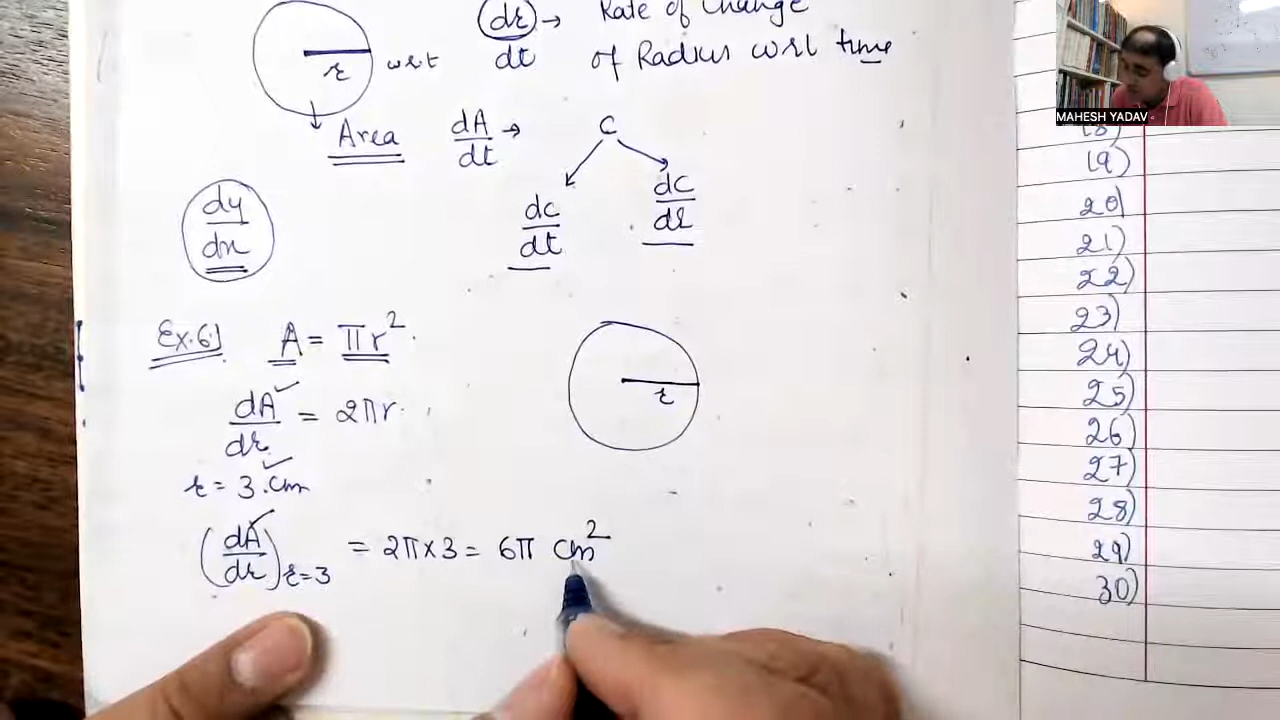 dr/dt → Rate of Change
r wrt of Radius wrt time
Area dA/dt → C
dc/dt dC/dr
dy/dx
Ex.6.1 A = πr²
dA/dr = 2πr
r
r = 3 cm
(dA/dr) r=3 = 2π×3 = 6π cm²
MAHESH YADAV
18)
19)
20)
21)
22)
23)
24)
25)
26)
27)
28)
29)
30)